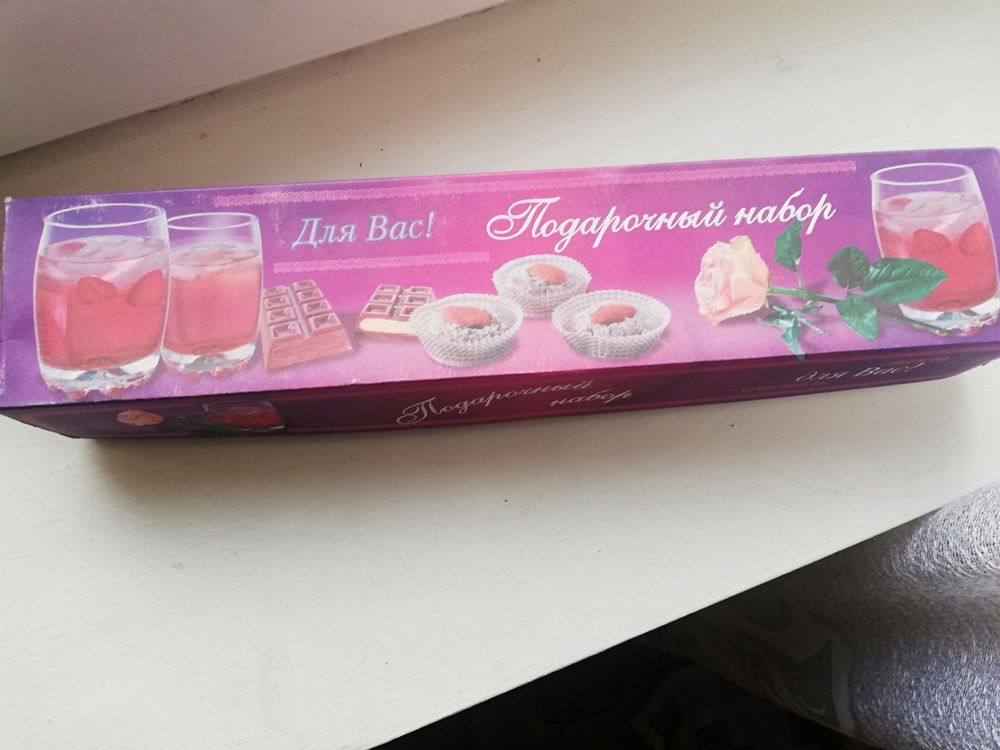 Для Вас!
Подарочный набор
Подарочный
набор
для Вас!